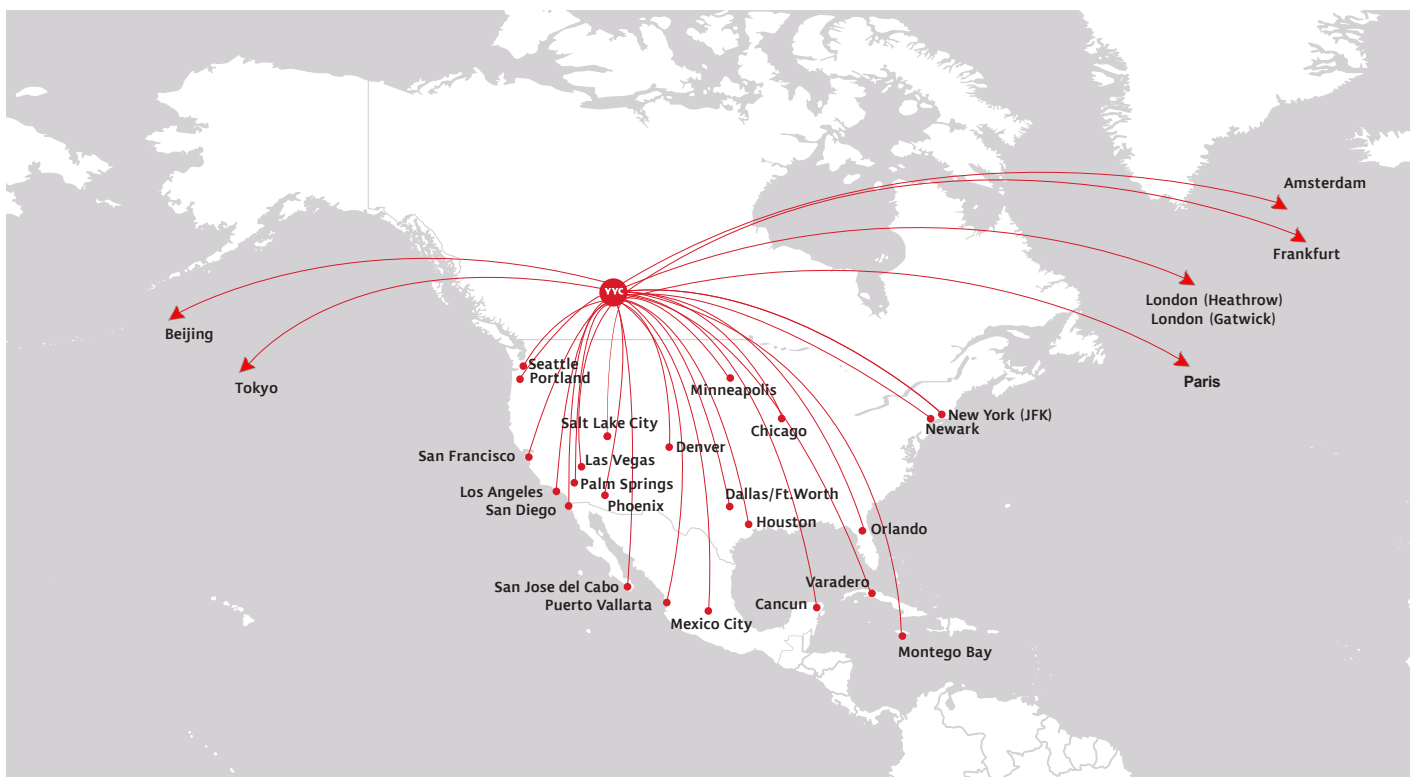 Amsterdam
Frankfurt
YYC
London (Heathrow)
London (Gatwick)
Beijing
Tokyo
Paris
Seattle
Portland
Minneapolis
New York (JFK)
Newark
Salt Lake City
Chicago
Denver
San Francisco
Las Vegas
Palm Springs
Los Angeles
San Diego
Phoenix
Dallas/Ft.Worth
Houston
Orlando
San Jose del Cabo
Puerto Vallarta
Mexico City
Varadero
Cancun
Montego Bay